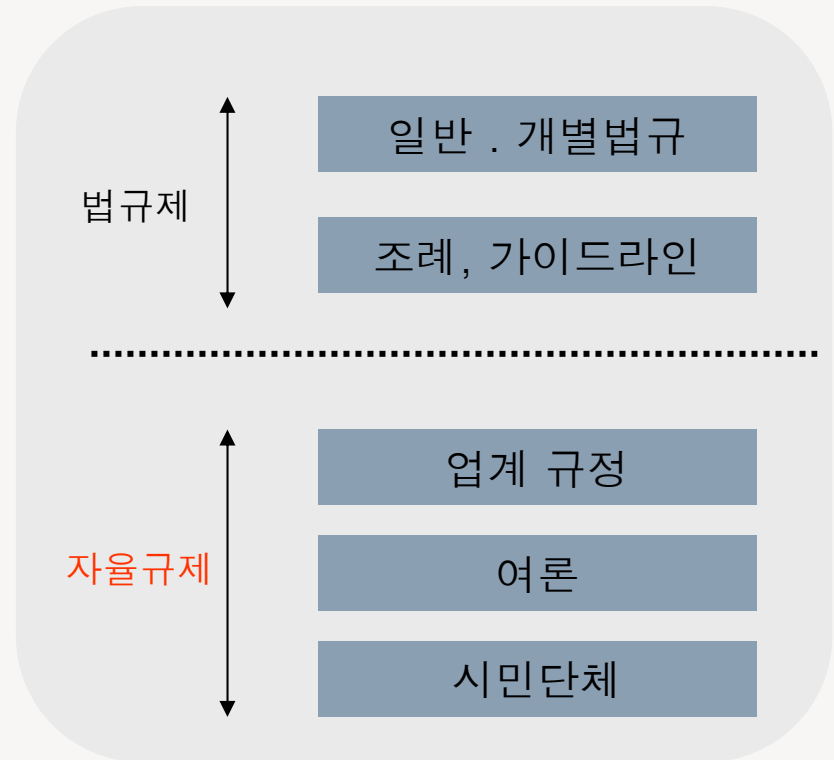 일반 . 개별법규
법규제
조례, 가이드라인
업계 규정
자율규제
여론
시민단체